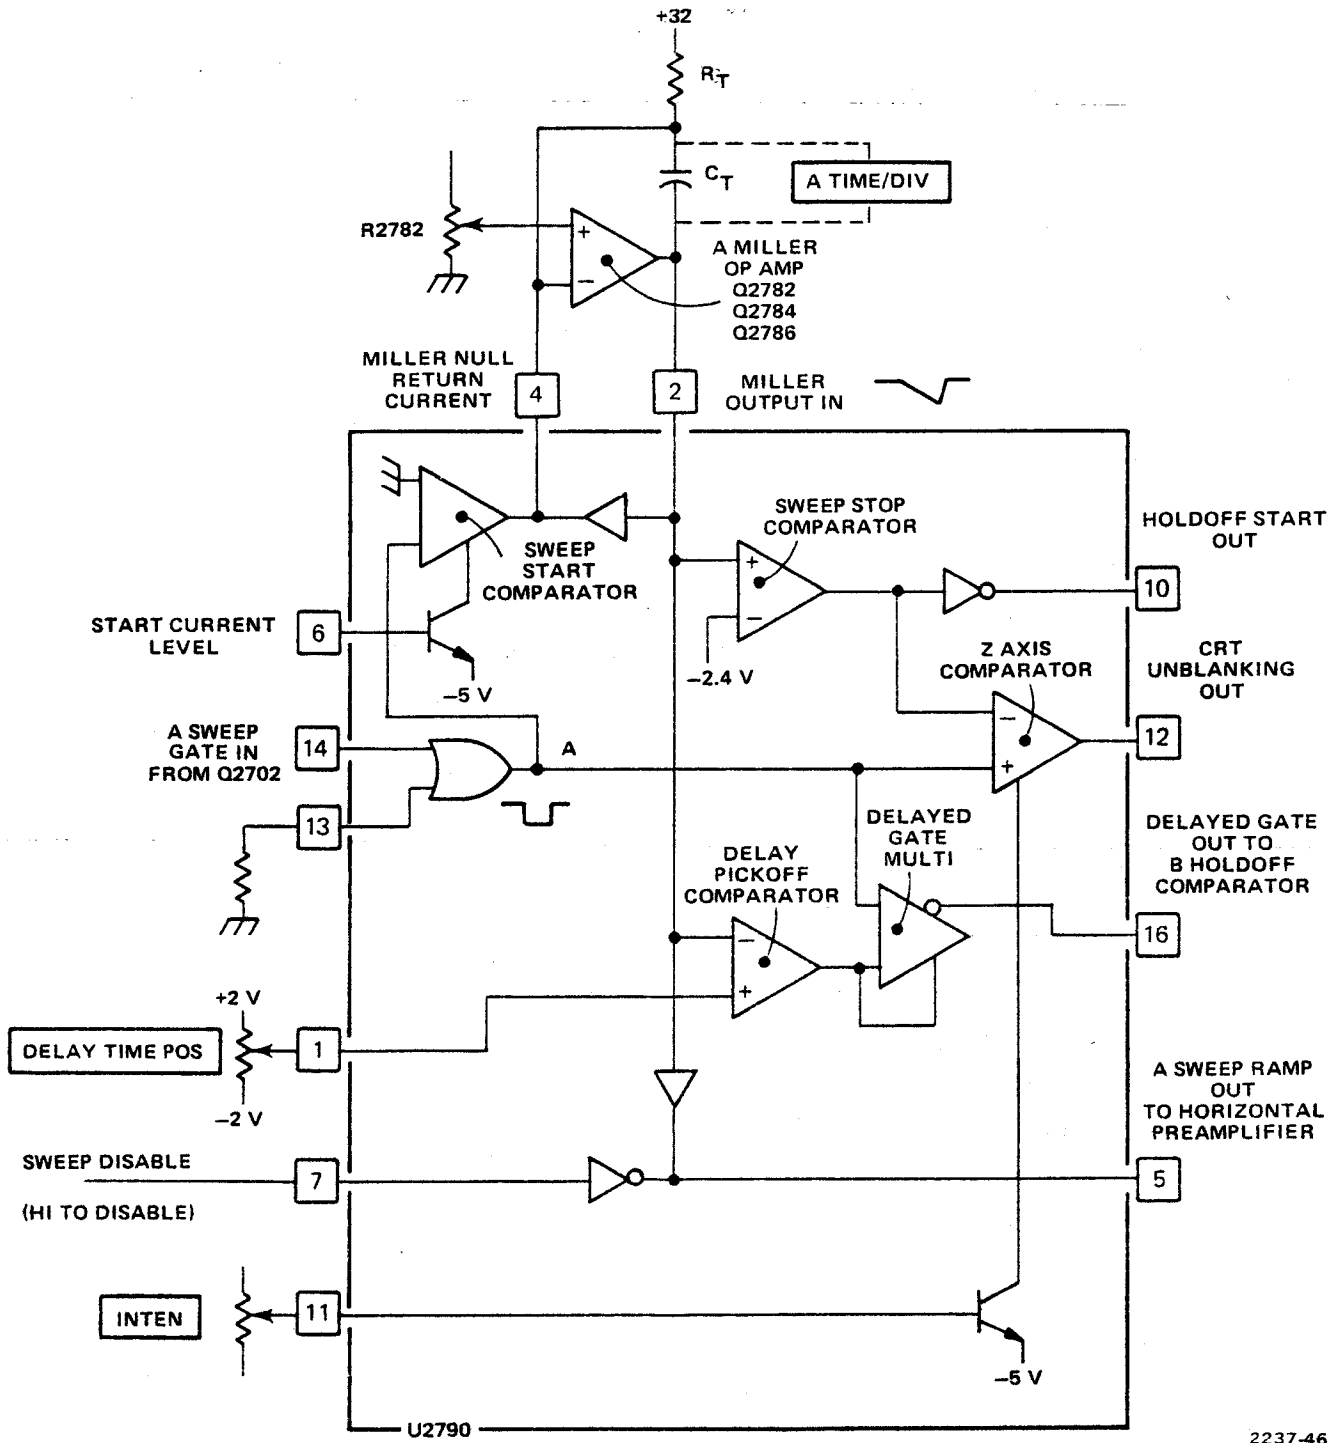 +32
RT
CT
A TIME/DIV
R2782
+
−
A MILLER
OP AMP
Q2782
Q2784
Q2786
MILLER NULL
RETURN
CURRENT
4
2
MILLER
OUTPUT IN
SWEEP
START
COMPARATOR
SWEEP STOP
COMPARATOR
+
−
−2.4 V
HOLDOFF START
OUT
10
START CURRENT
LEVEL
6
−5 V
Z AXIS
COMPARATOR
−
+
CRT
UNBLANKING
OUT
12
A SWEEP
GATE IN
FROM Q2702
14
A
13
DELAY
PICKOFF
COMPARATOR
−
+
DELAYED
GATE
MULTI
DELAYED GATE
OUT TO
B HOLDOFF
COMPARATOR
16
+2 V
DELAY TIME POS
1
−2 V
A SWEEP RAMP
OUT
TO HORIZONTAL
PREAMPLIFIER
SWEEP DISABLE
7
(HI TO DISABLE)
5
INTEN
11
−5 V
U2790
2237-46